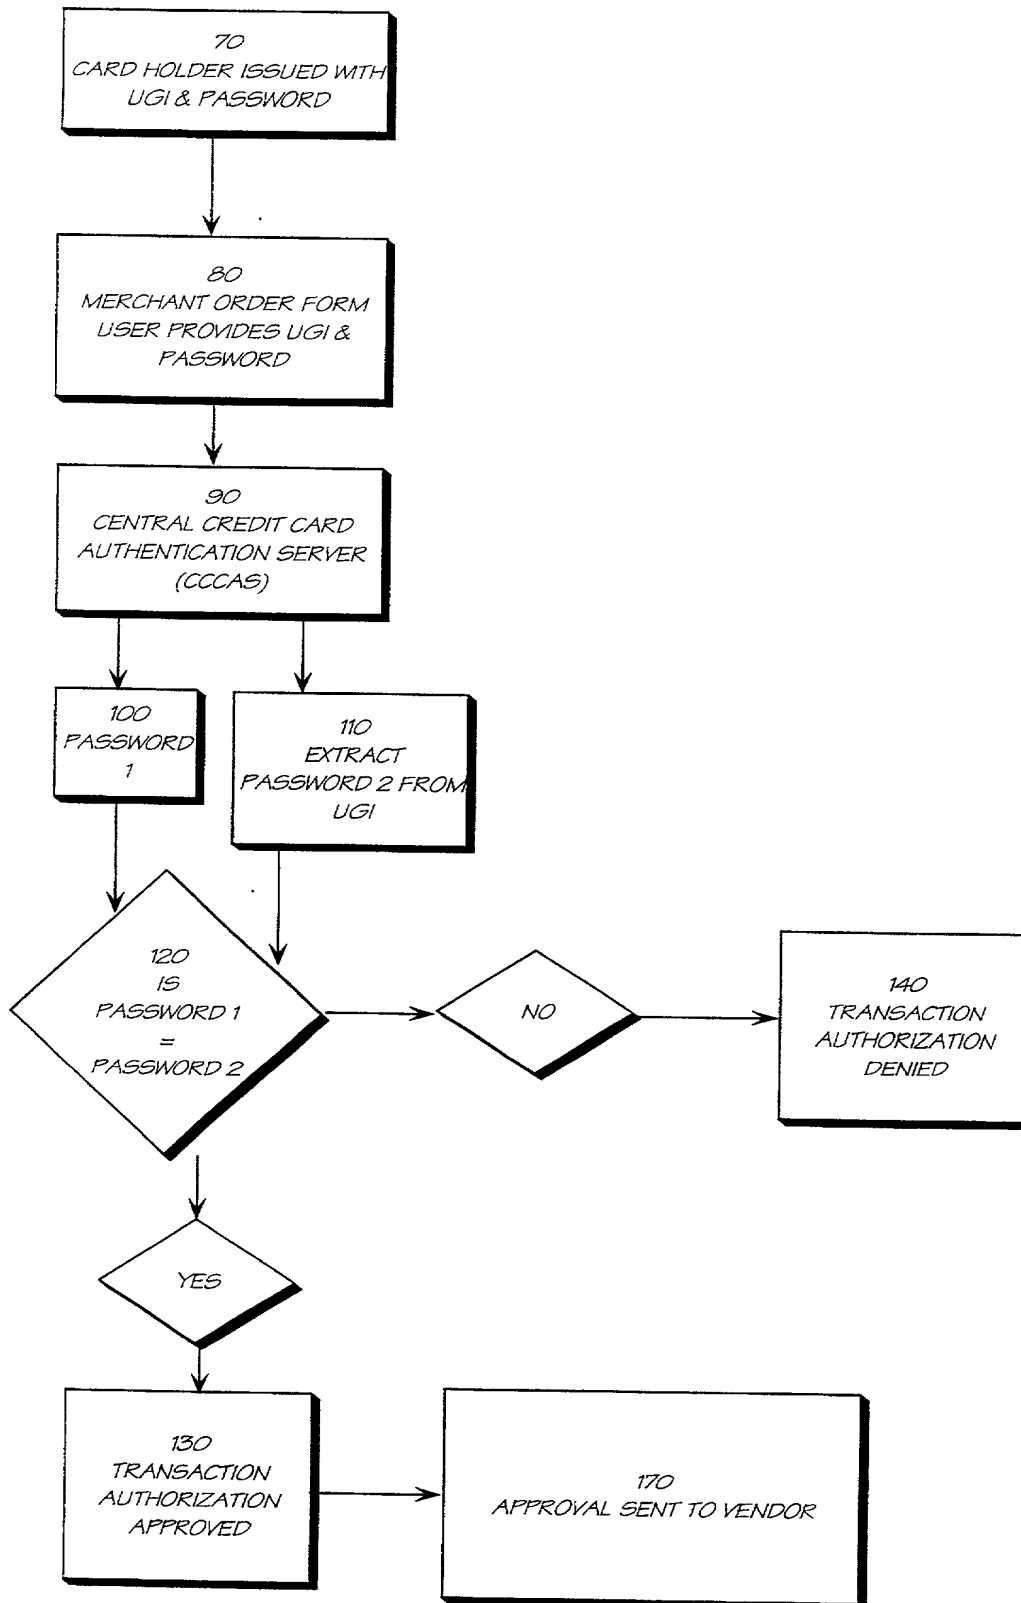 70
CARD HOLDER ISSUED WITH
UGI & PASSWORD
80
MERCHANT ORDER FORM
USER PROVIDES UGI &
PASSWORD
90
CENTRAL CREDIT CARD
AUTHENTICATION SERVER
(CCCAS)
100
PASSWORD
1
110
EXTRACT
PASSWORD 2 FROM
UGI
120
IS
PASSWORD 1
=
PASSWORD 2
NO
140
TRANSACTION
AUTHORIZATION
DENIED
YES
130
TRANSACTION
AUTHORIZATION
APPROVED
170
APPROVAL SENT TO VENDOR